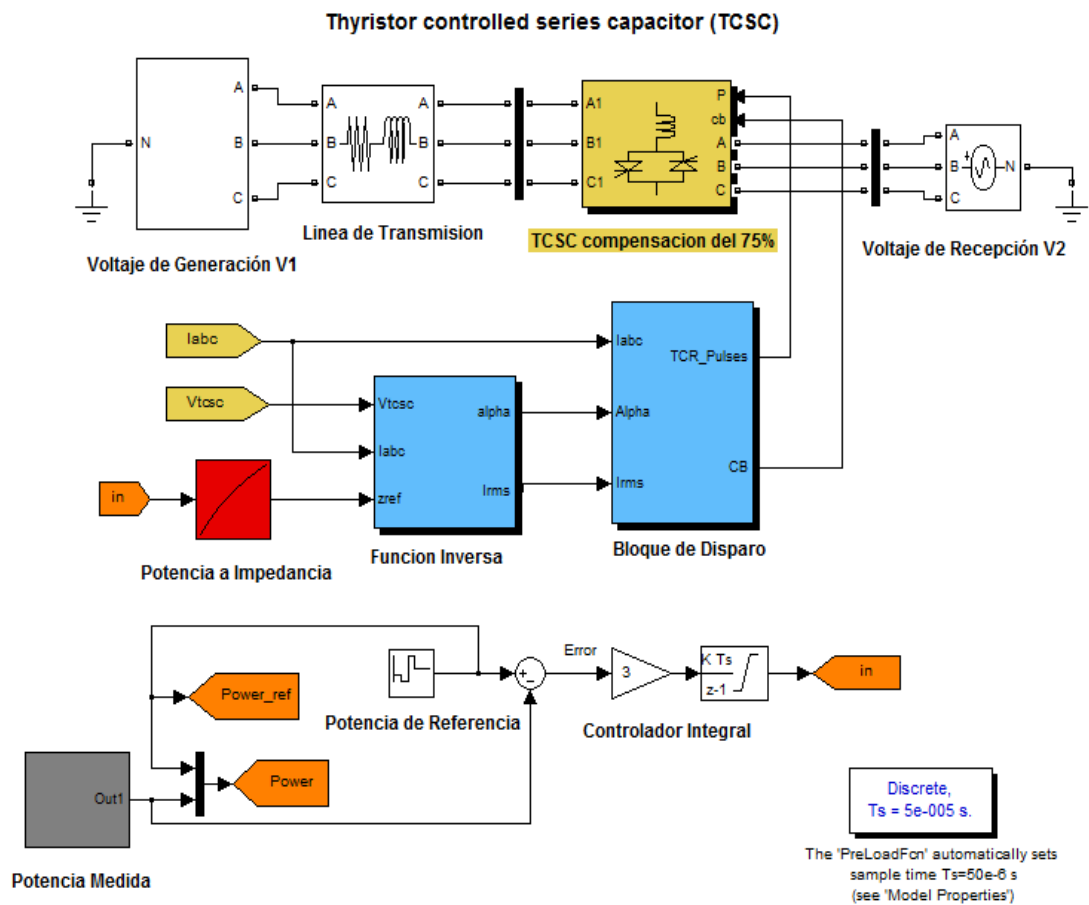 Thyristor controlled series capacitor (TCSC)
N
A
B
C
A
B
C
A
B
C
Linea de Transmision
Voltaje de Generación V1
A1
B1
C1
P
cb
A
B
C
TCSC compensacion del 75%
A
B
C
+
N
Voltaje de Recepción V2
Iabc
Vtcsc
in
Potencia a Impedancia
Vtcsc
Iabc
zref
alpha
Irms
Funcion Inversa
Iabc
Alpha
Irms
TCR_Pulses
CB
Bloque de Disparo
Power_ref
Power
Out1
Potencia Medida
Potencia de Referencia
+
-
Error
3
K Ts
z-1
Controlador Integral
in
Discrete,
Ts = 5e-005 s.
The 'PreLoadFcn' automatically sets
sample time Ts=50e-6 s
(see 'Model Properties')